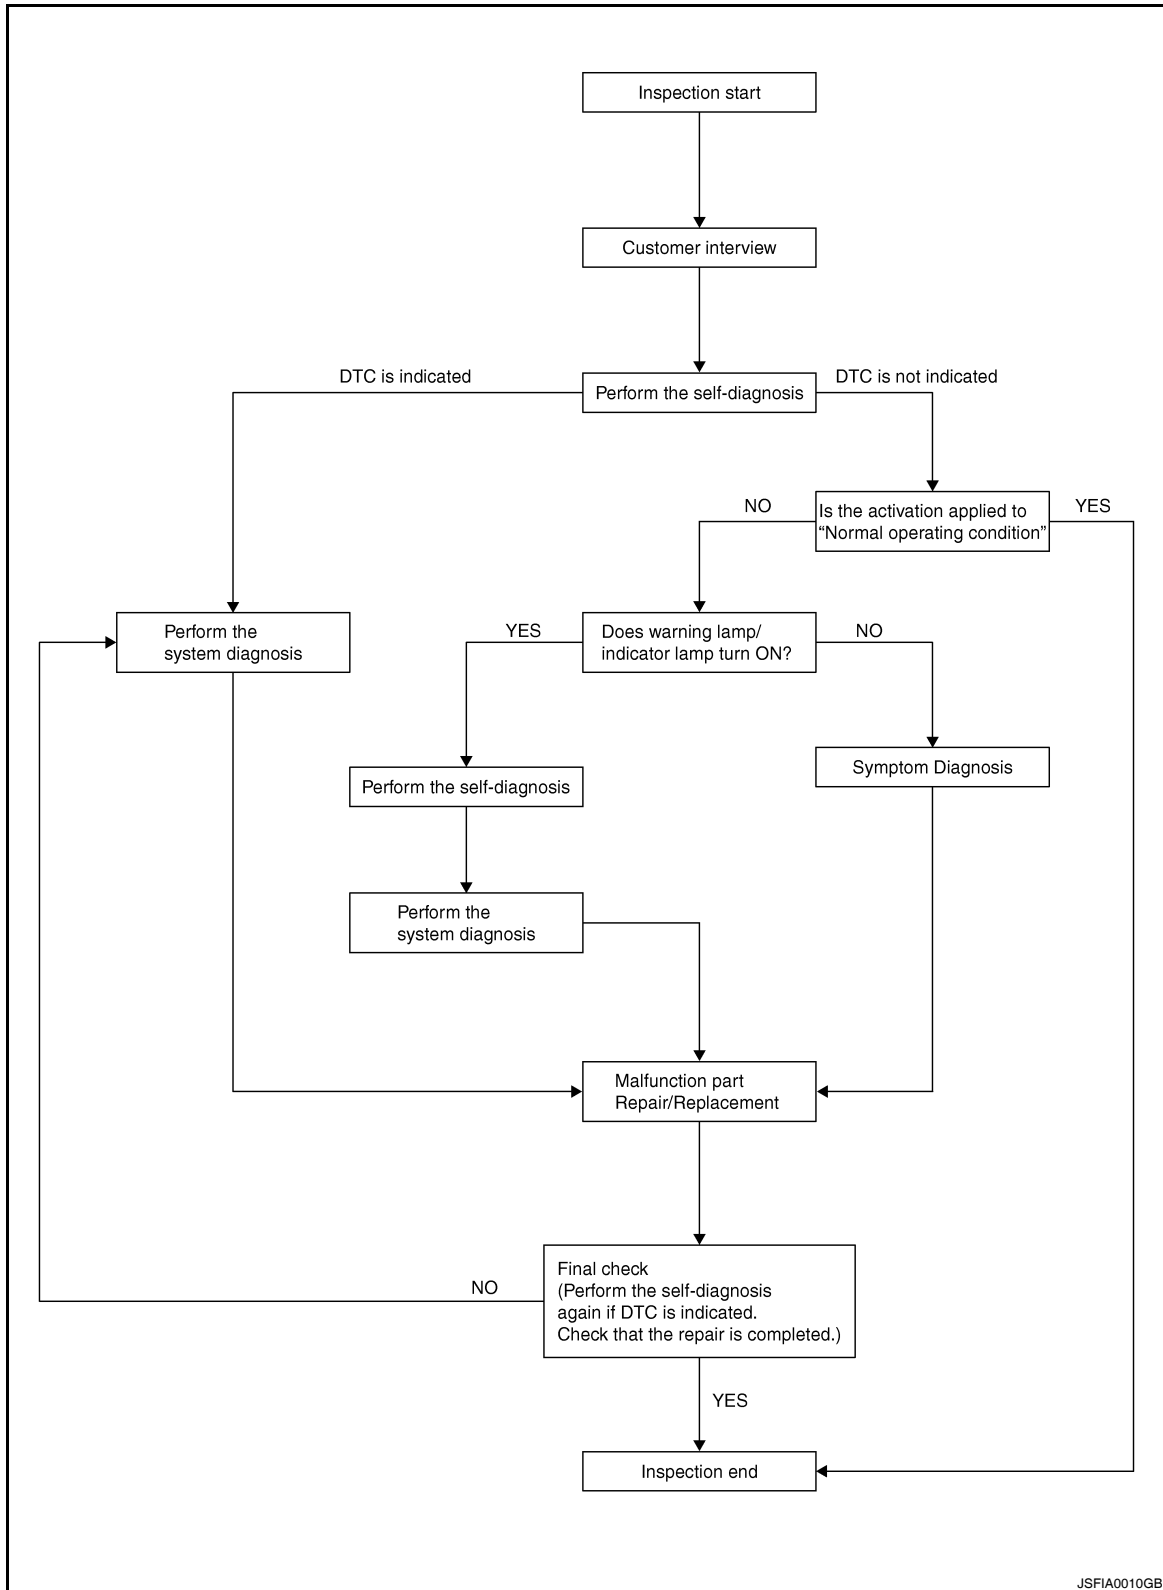 Inspection start
Customer interview
DTC is indicated
DTC is not indicated
Perform the self-diagnosis
NO
Is the activation applied to
“Normal operating condition”
YES
Perform the
system diagnosis
YES
Does warning lamp/
indicator lamp turn ON?
NO
Symptom Diagnosis
Perform the self-diagnosis
Perform the
system diagnosis
Malfunction part
Repair/Replacement
NO
Final check
(Perform the self-diagnosis
again if DTC is indicated.
Check that the repair is completed.)
YES
Inspection end
JSFIA0010GB